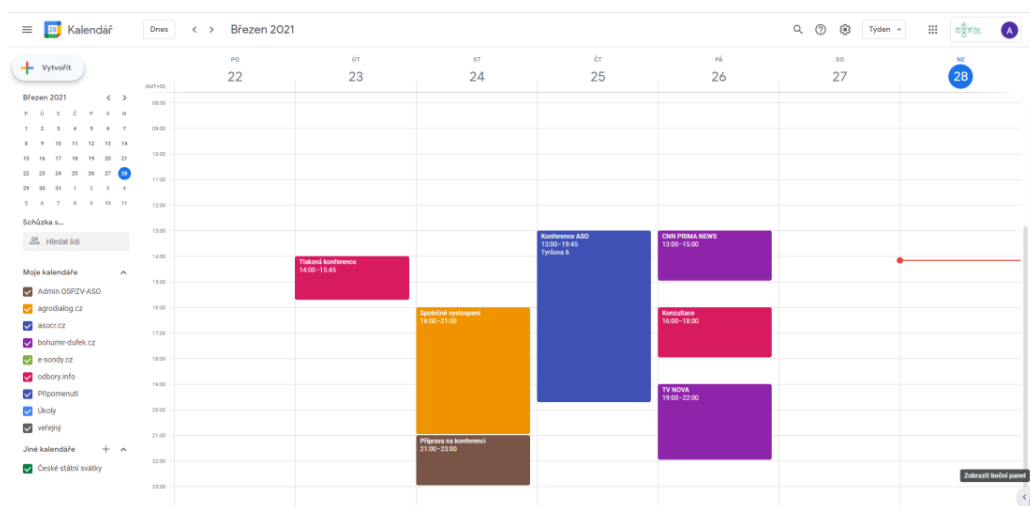 28 Kalendář
Dnes
Březen 2021
Týden
A
Vytvořit
Březen 2021
P Ú S Č P S N
1 2 3 4 5 6 7
8 9 10 11 12 13 14
15 16 17 18 19 20 21
22 23 24 25 26 27 28
29 30 31 1 2 3 4
5 6 7 8 9 10 11
Schůzka s...
Hledat lidi
Moje kalendáře
Admin OSPZV-ASO
agrodialog.cz
asocr.cz
bohumir-dufek.cz
e-sondy.cz
odbory.info
Připomenutí
Úkoly
veřejný
Jiné kalendáře
České státní svátky
PO ÚT ST ČT PÁ SO NE
22 23 24 25 26 27 28
GMT+02
08:00
09:00
10:00
11:00
12:00
13:00
14:00
15:00
16:00
17:00
18:00
19:00
20:00
21:00
22:00
23:00
Tisková konference
14:00–15:45
Společné vystoupení
16:00–21:00
Příprava na konferenci
21:00–23:00
Konference ASO
13:00–19:45
Tyršova 6
CNN PRIMA NEWS
13:00–15:00
Konzultace
16:00–18:00
TV NOVA
19:00–22:00
Zobrazit boční panel